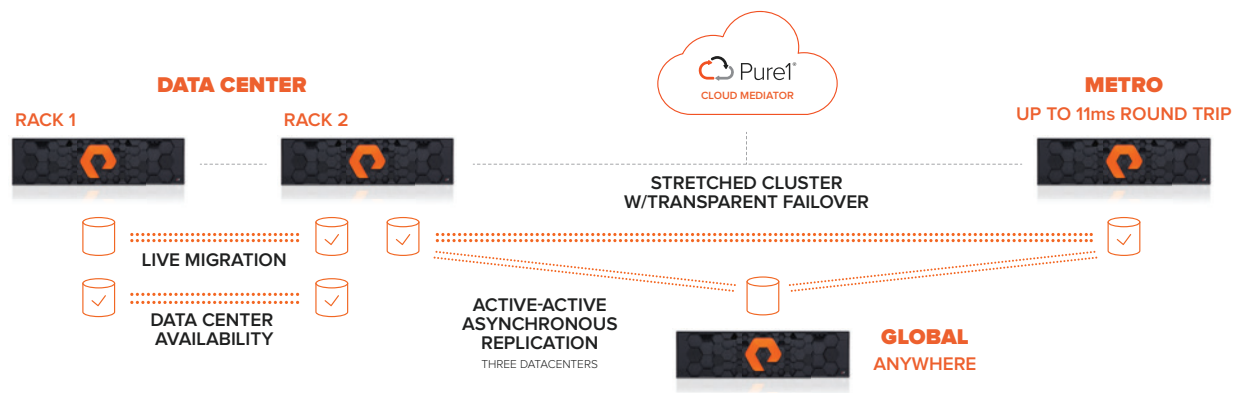 DATA CENTER
RACK 1
RACK 2
Pure1®
CLOUD MEDIATOR
METRO
UP TO 11ms ROUND TRIP
STRETCHED CLUSTER
W/TRANSPARENT FAILOVER
LIVE MIGRATION
DATA CENTER
AVAILABILITY
ACTIVE-ACTIVE
ASYNCHRONOUS
REPLICATION
THREE DATACENTERS
GLOBAL
ANYWHERE